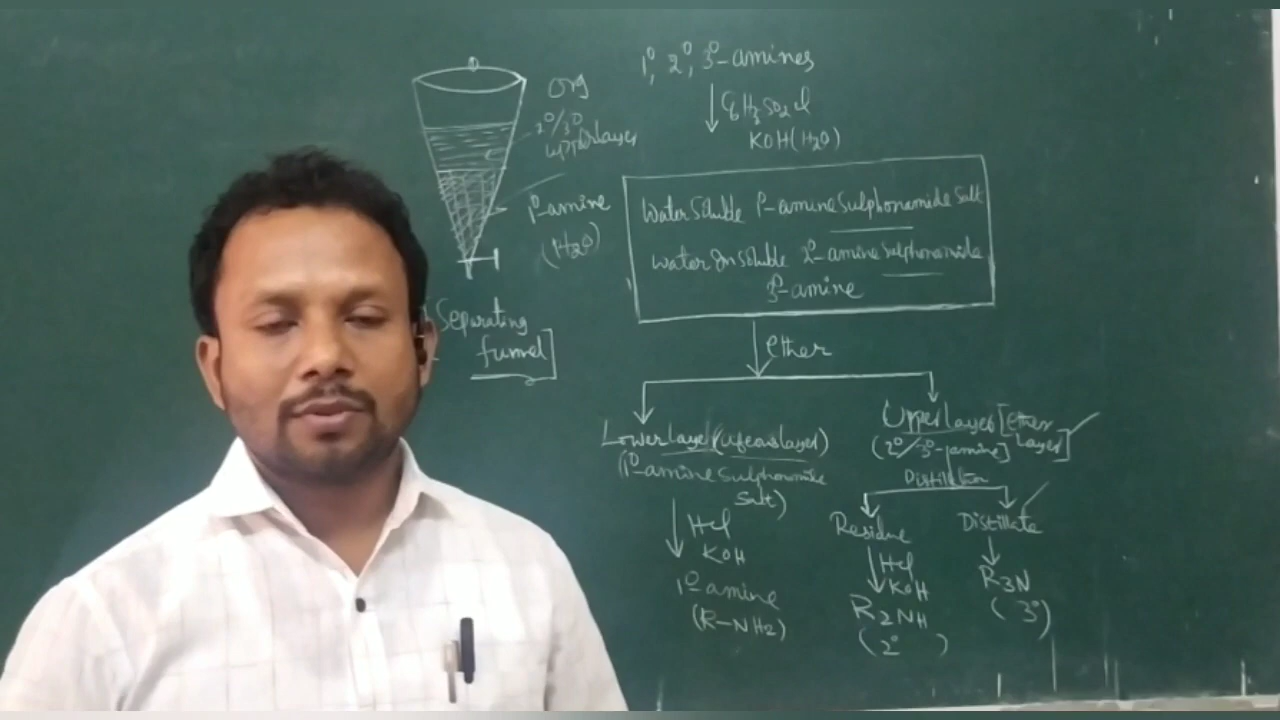 1°, 2°, 3°-amines
C6H5SO2Cl
KOH(H2O)
Org
2°/3°
upperlayer
1°-amine
(H2O)
Separating
funnel]
Water Soluble 1°-amine Sulphonamide Salt
Water InSoluble 2°-amine Sulphonamide
3°-amine
Ether
Lower layer (aqeous layer)
(1°-amine Sulphonamide
Salt)
HCl
KOH
1° amine
(R-NH2)
Upper layer [Ether
Layer]
(2°/3°-amine]
Distillation
Residue
HCl
KOH
R2NH
(2° )
Distillate
R3N
(3°)